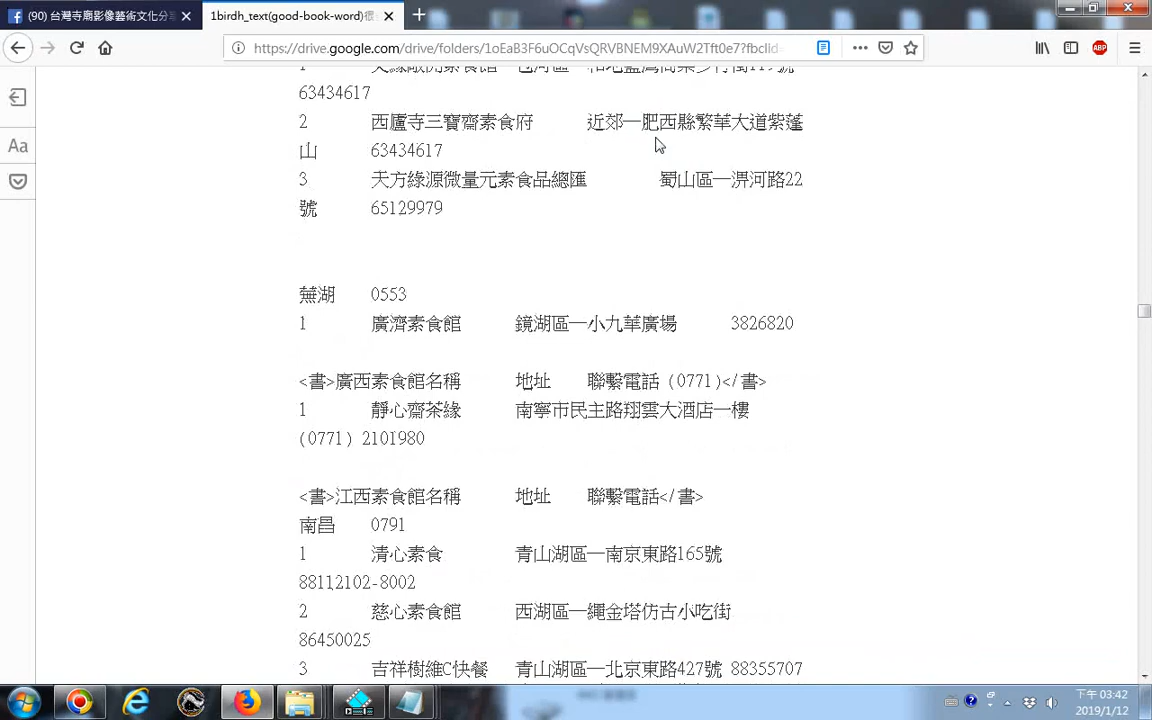 (90) 台灣寺廟影像藝術文化分享
1birdh_text(good-book-word)很
https://drive.google.com/drive/folders/1oEaB3F6uOCqVsQRVBNEM9XAuW2Tft0e7?fbclid=
ABP
Aa
63434617
2 西廬寺三寶齋素食府 近郊—肥西縣繁華大道紫蓬
山 63434617
3 天方綠源微量元素食品總匯 蜀山區—淠河路22
號 65129979
蕪湖 0553
1 廣濟素食館 鏡湖區—小九華廣場 3826820
<書>廣西素食館名稱 地址 聯繫電話 (0771)</書>
1 靜心齋茶緣 南寧市民主路翔雲大酒店一樓
(0771) 2101980
<書>江西素食館名稱 地址 聯繫電話</書>
南昌 0791
1 清心素食 青山湖區—南京東路165號
88112102-8002
2 慈心素食館 西湖區—繩金塔仿古小吃街
86450025
3 吉祥樹維C快餐 青山湖區—北京東路427號 88355707
下午 03:42
2019/1/12